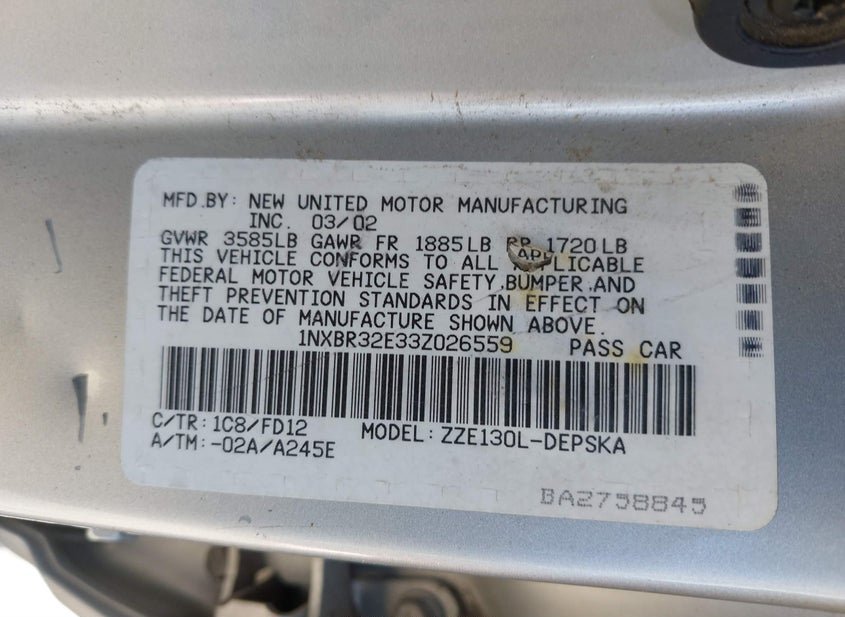 MFD.BY: NEW UNITED MOTOR MANUFACTURING
INC. 03/02
GVWR 3585LB GAWR FR 1885LB RR 1720LB
THIS VEHICLE CONFORMS TO ALL APPLICABLE
FEDERAL MOTOR VEHICLE SAFETY,BUMPER,AND
THEFT PREVENTION STANDARDS IN EFFECT ON
THE DATE OF MANUFACTURE SHOWN ABOVE.
1NXBR32E33Z026559 PASS CAR
C/TR:1C8/FD12 MODEL:ZZE130L-DEPSKA
A/TM:-02A/A245E
BA2758845